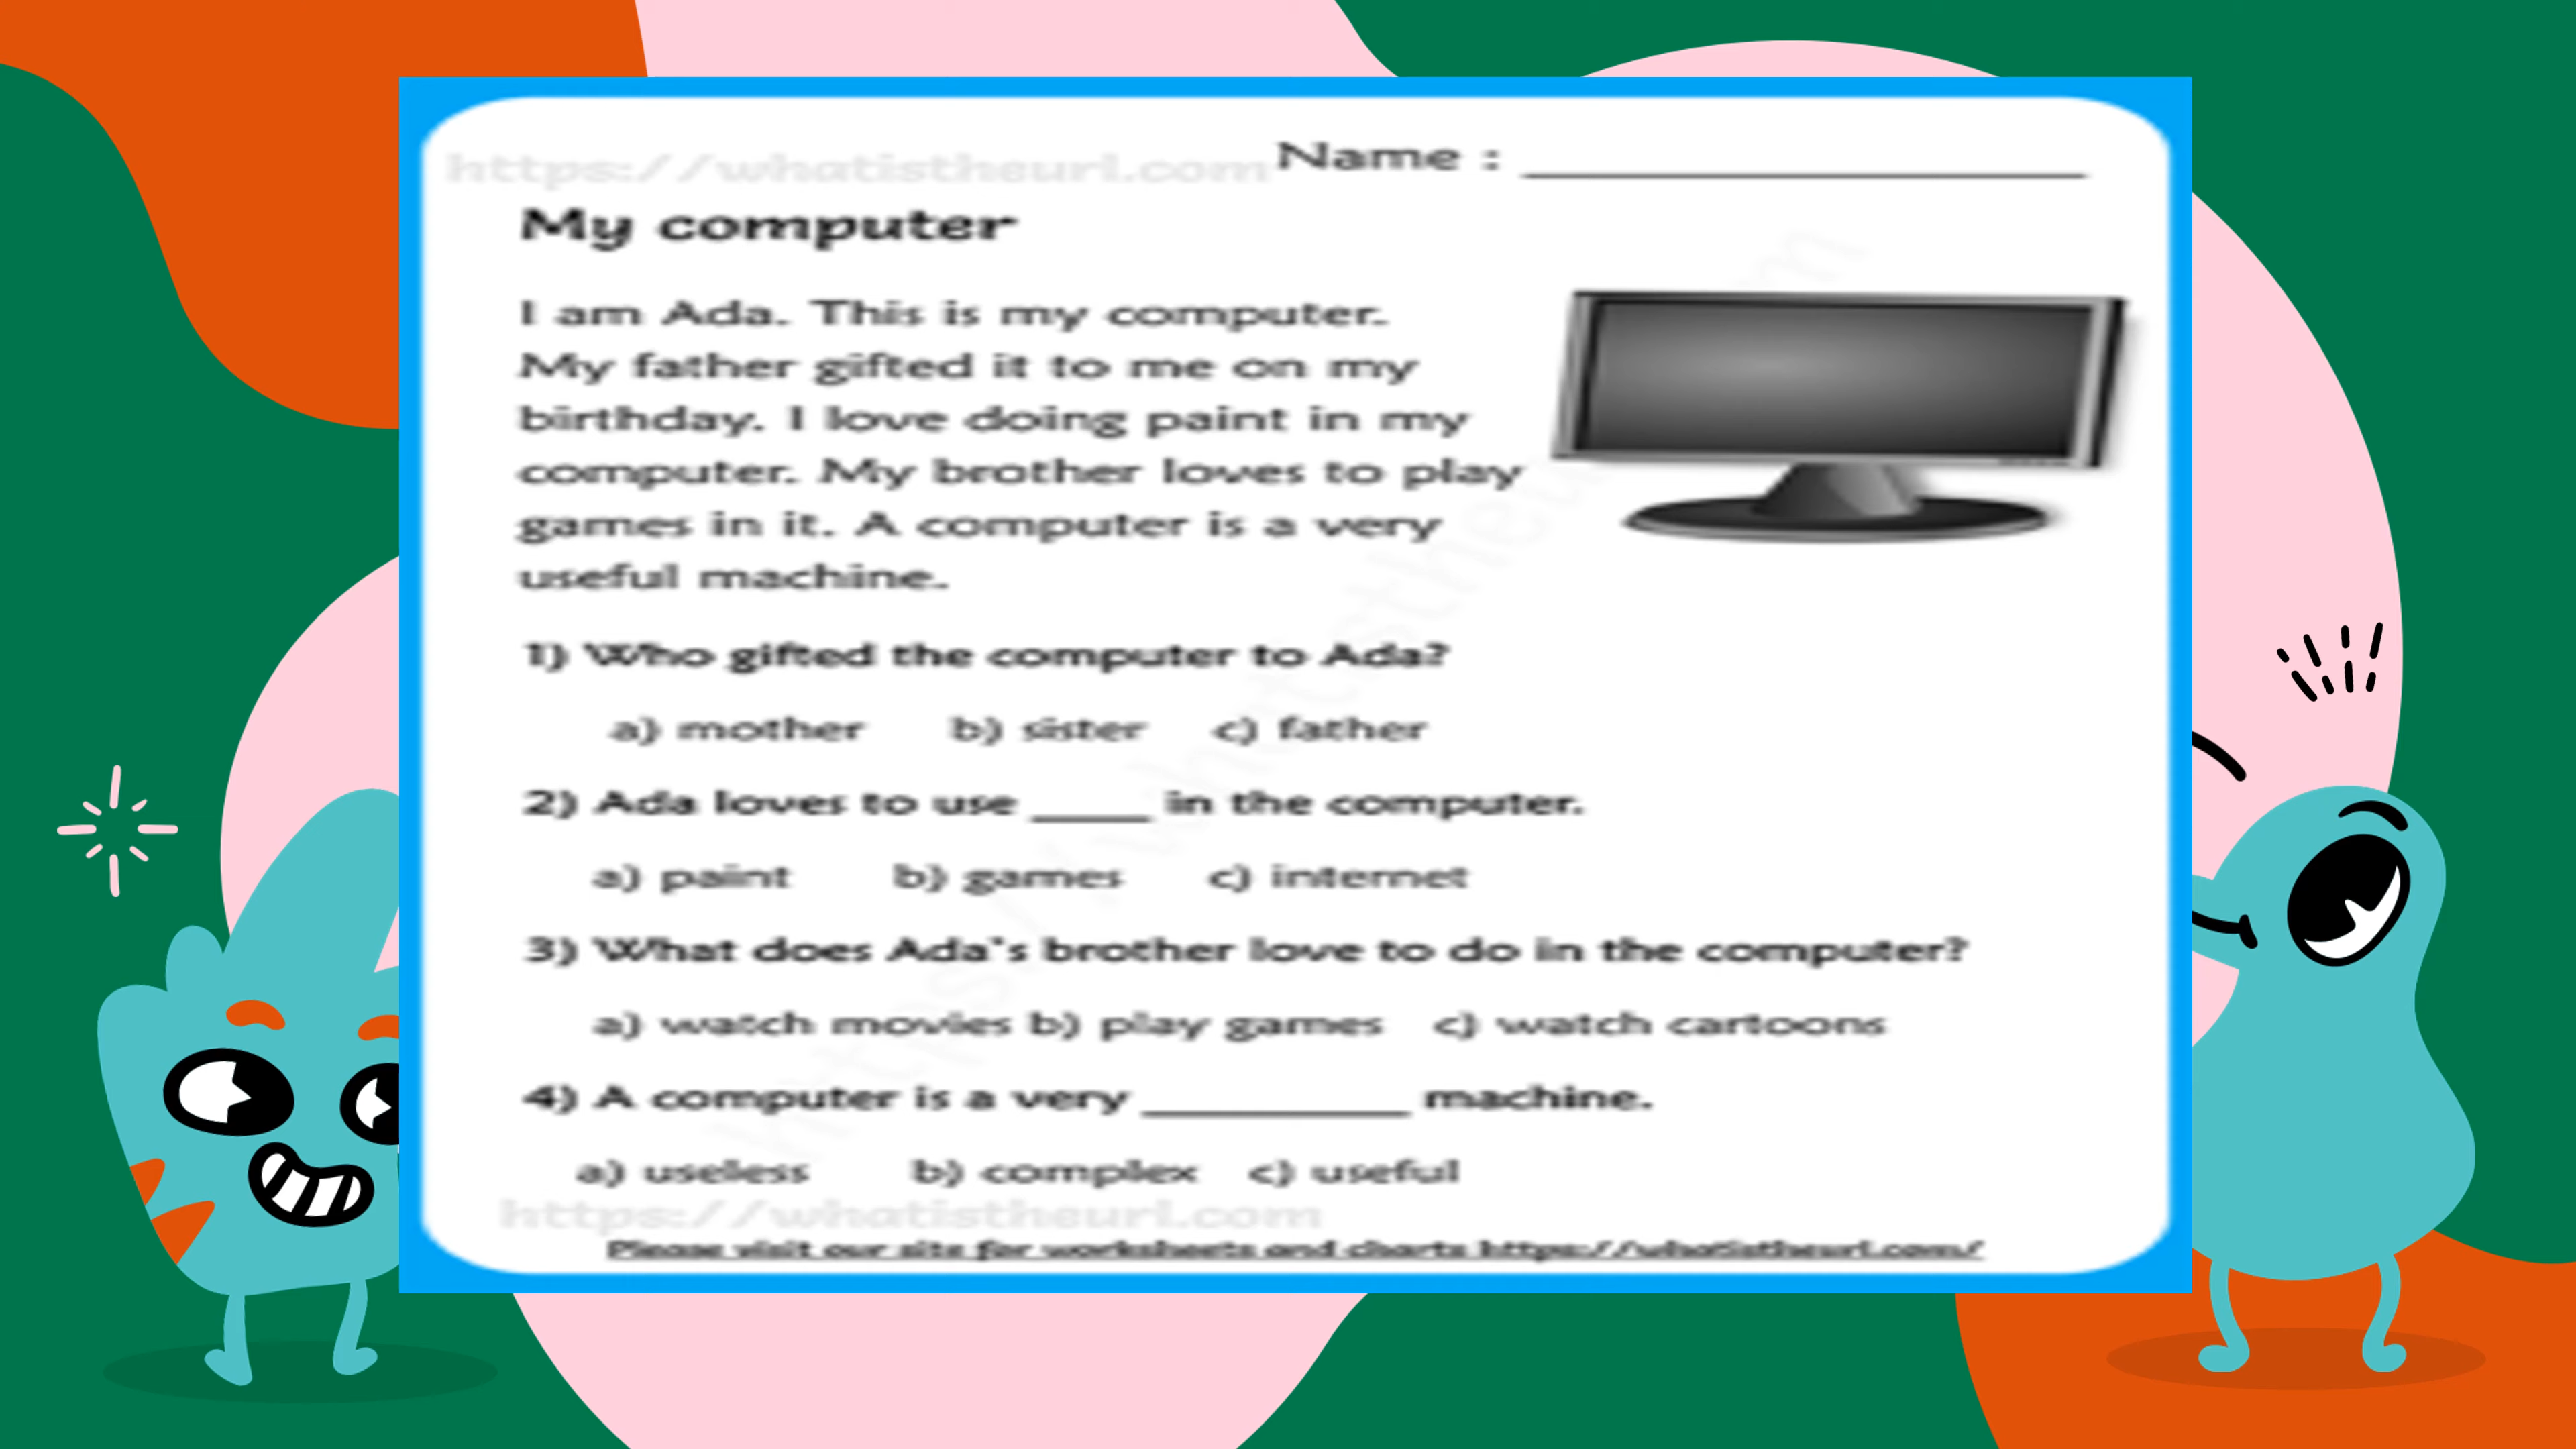 https://whatistheurl.com Name : ____________________
My computer
I am Ada. This is my computer.
My father gifted it to me on my
birthday. I love doing paint in my
computer. My brother loves to play
games in it. A computer is a very
useful machine.
1) Who gifted the computer to Ada?
a) mother b) sister c) father
2) Ada loves to use _____ in the computer.
a) paint b) games c) internet
3) What does Ada's brother love to do in the computer?
a) watch movies b) play games c) watch cartoons
4) A computer is a very ___________ machine.
a) useless b) complex c) useful
https://whatistheurl.com
Please visit our site for worksheets and charts https://whatistheurl.com/